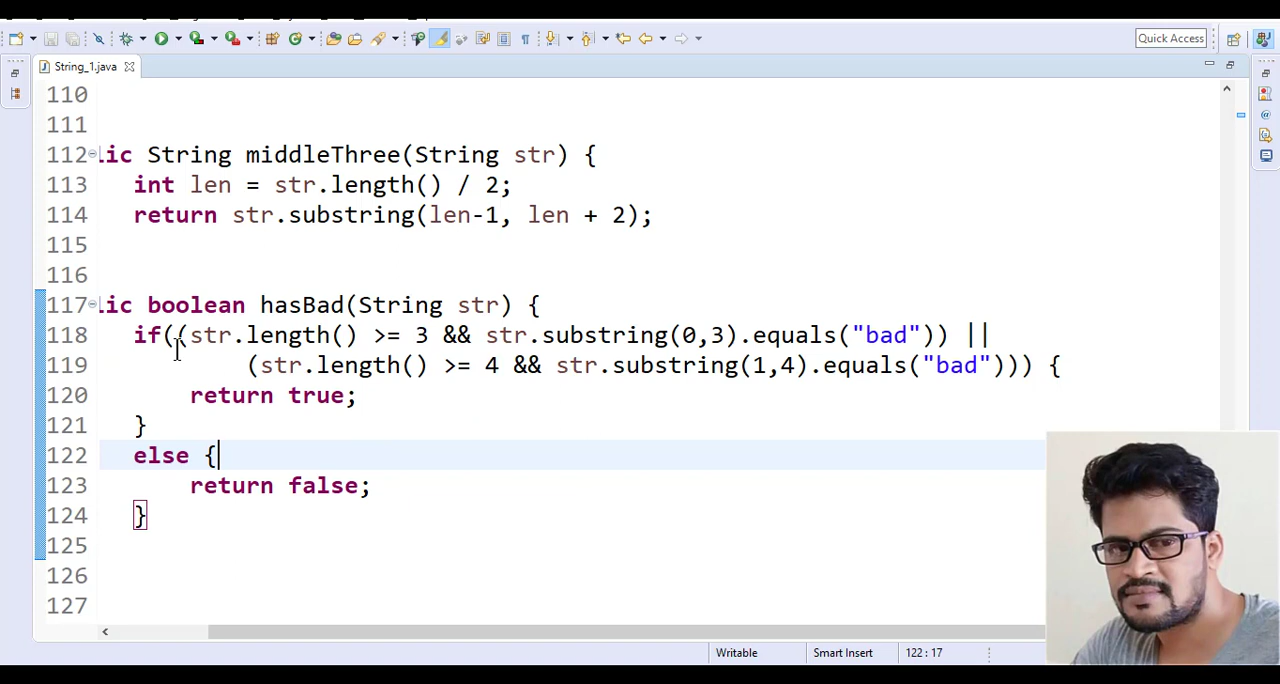 Quick Access
String_1.java
110
111
112 lic String middleThree(String str) {
113 int len = str.length() / 2;
114 return str.substring(len-1, len + 2);
115
116
117 lic boolean hasBad(String str) {
118 if((str.length() >= 3 && str.substring(0,3).equals("bad")) ||
119 (str.length() >= 4 && str.substring(1,4).equals("bad"))) {
120 return true;
121 }
122 else {
123 return false;
124 }
125
126
127
Writable Smart Insert 122 : 17